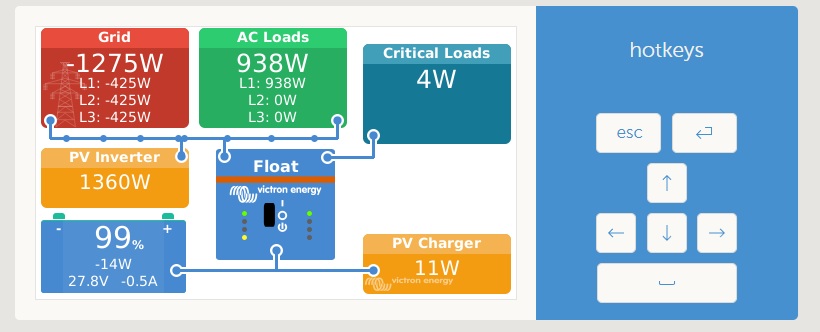 Grid
-1275W
L1: -425W
L2: -425W
L3: -425W
AC Loads
938W
L1: 938W
L2: 0W
L3: 0W
Critical Loads
4W
PV Inverter
1360W
Float
victron energy
I
O
- +
99%
-14W
27.8V -0.5A
PV Charger
11W
victron energy
hotkeys
esc